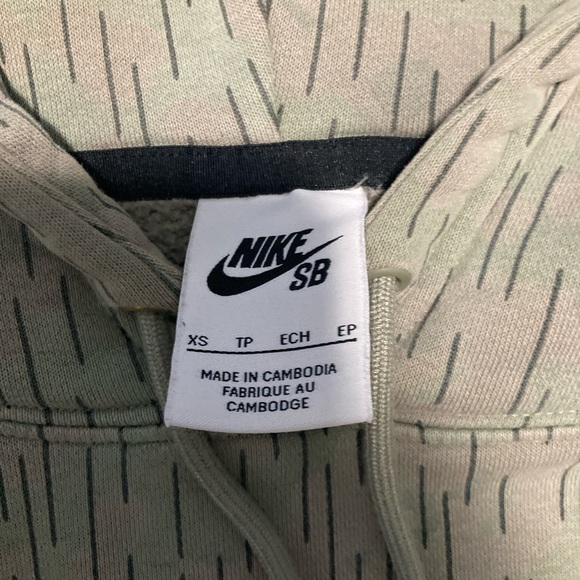 NIKE
SB
XS TP ECH EP
MADE IN CAMBODIA
FABRIQUE AU
CAMBODGE